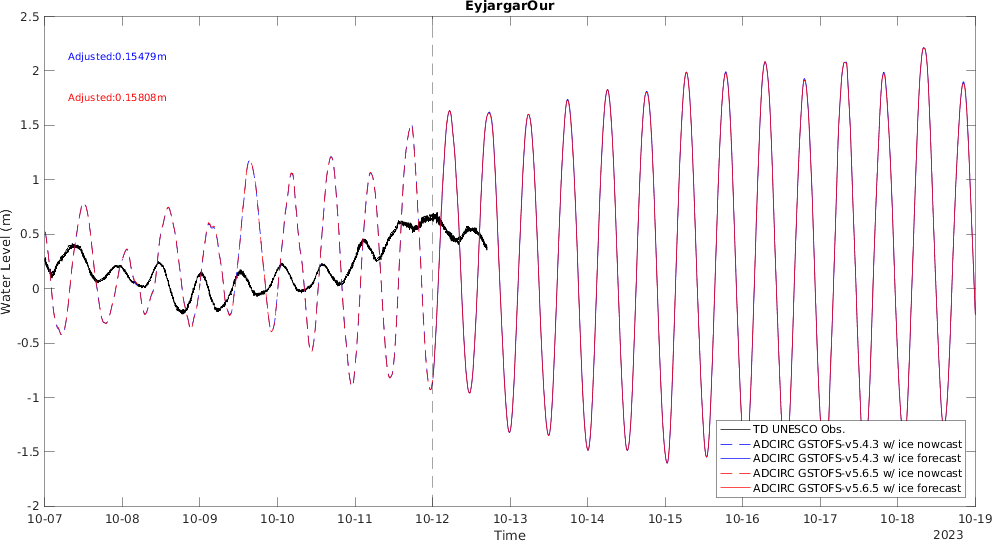 EyjargarOur
Adjusted:0.15479m
Adjusted:0.15808m
Water Level (m)
2.5
2
1.5
1
0.5
0
-0.5
-1
-1.5
-2
TD UNESCO Obs.
ADCIRC GSTOFS-v5.4.3 w/ ice nowcast
ADCIRC GSTOFS-v5.4.3 w/ ice forecast
ADCIRC GSTOFS-v5.6.5 w/ ice nowcast
ADCIRC GSTOFS-v5.6.5 w/ ice forecast
10-07 10-08 10-09 10-10 10-11 10-12 10-13 10-14 10-15 10-16 10-17 10-18 10-19
Time
2023